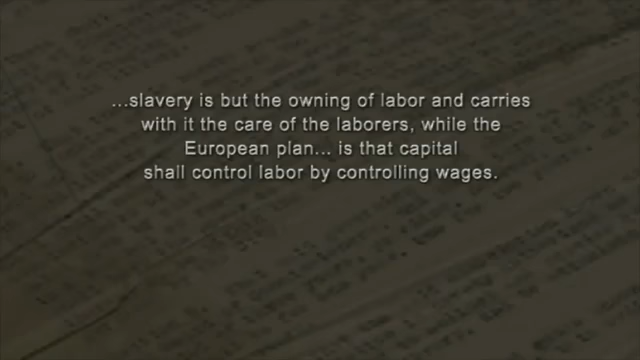 ...slavery is but the owning of labor and carries
with it the care of the laborers, while the
European plan... is that capital
shall control labor by controlling wages.